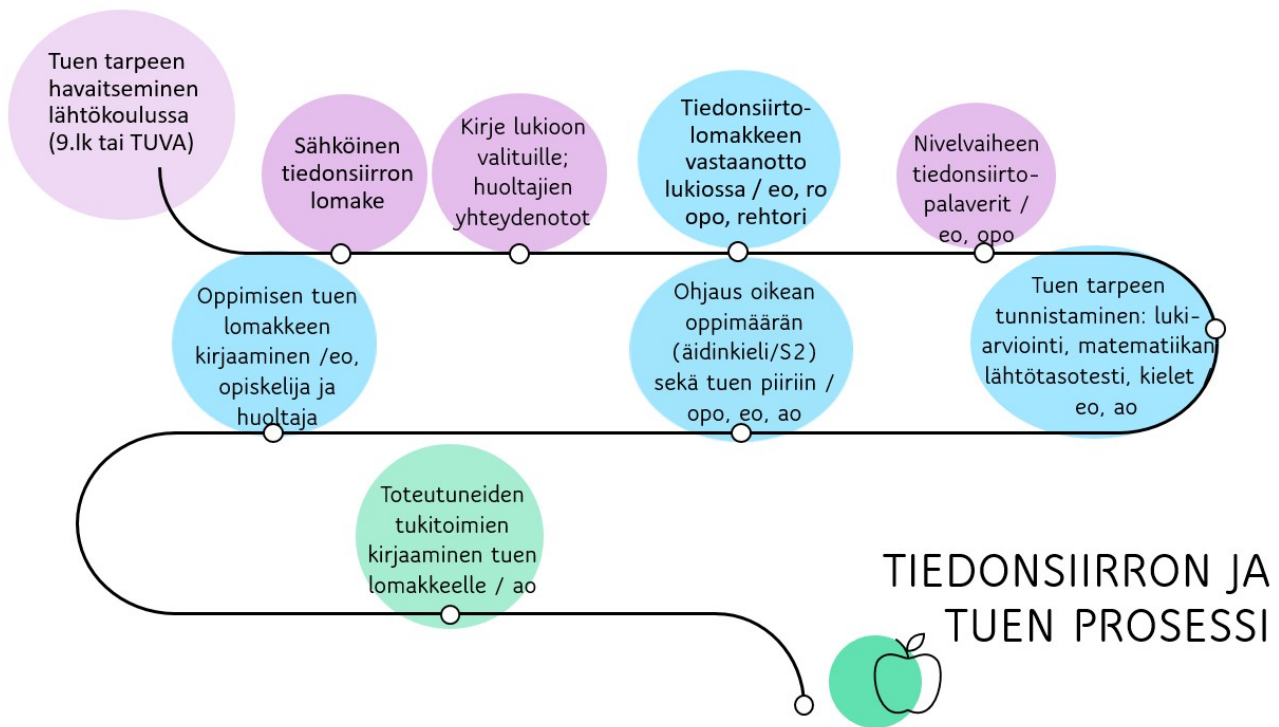 Tuen tarpeen
havaitseminen
lähtökoulussa
(9.lk tai TUVA)
Sähköinen
tiedonsiirron
lomake
Kirje lukioon
valituille;
huoltajien
yhteydenotot
Tiedonsiirto-
lomakkeen
vastaanotto
lukiossa / eo, ro
opo, rehtori
Nivelvaiheen
tiedonsiirto-
palaverit /
eo, opo
Tuen tarpeen
tunnistaminen: luki-
arviointi, matematiikan
lähtötasotesti, kielet /
eo, ao
Ohjaus oikean
oppimäärän
(äidinkieli/S2)
sekä tuen piiriin /
opo, eo, ao
Oppimisen tuen
lomakkeen
kirjaaminen /eo,
opiskelija ja
huoltaja
Toteutuneiden
tukitoimien
kirjaaminen tuen
lomakkeelle / ao
TIEDONSIIRRON JA
TUEN PROSESSI